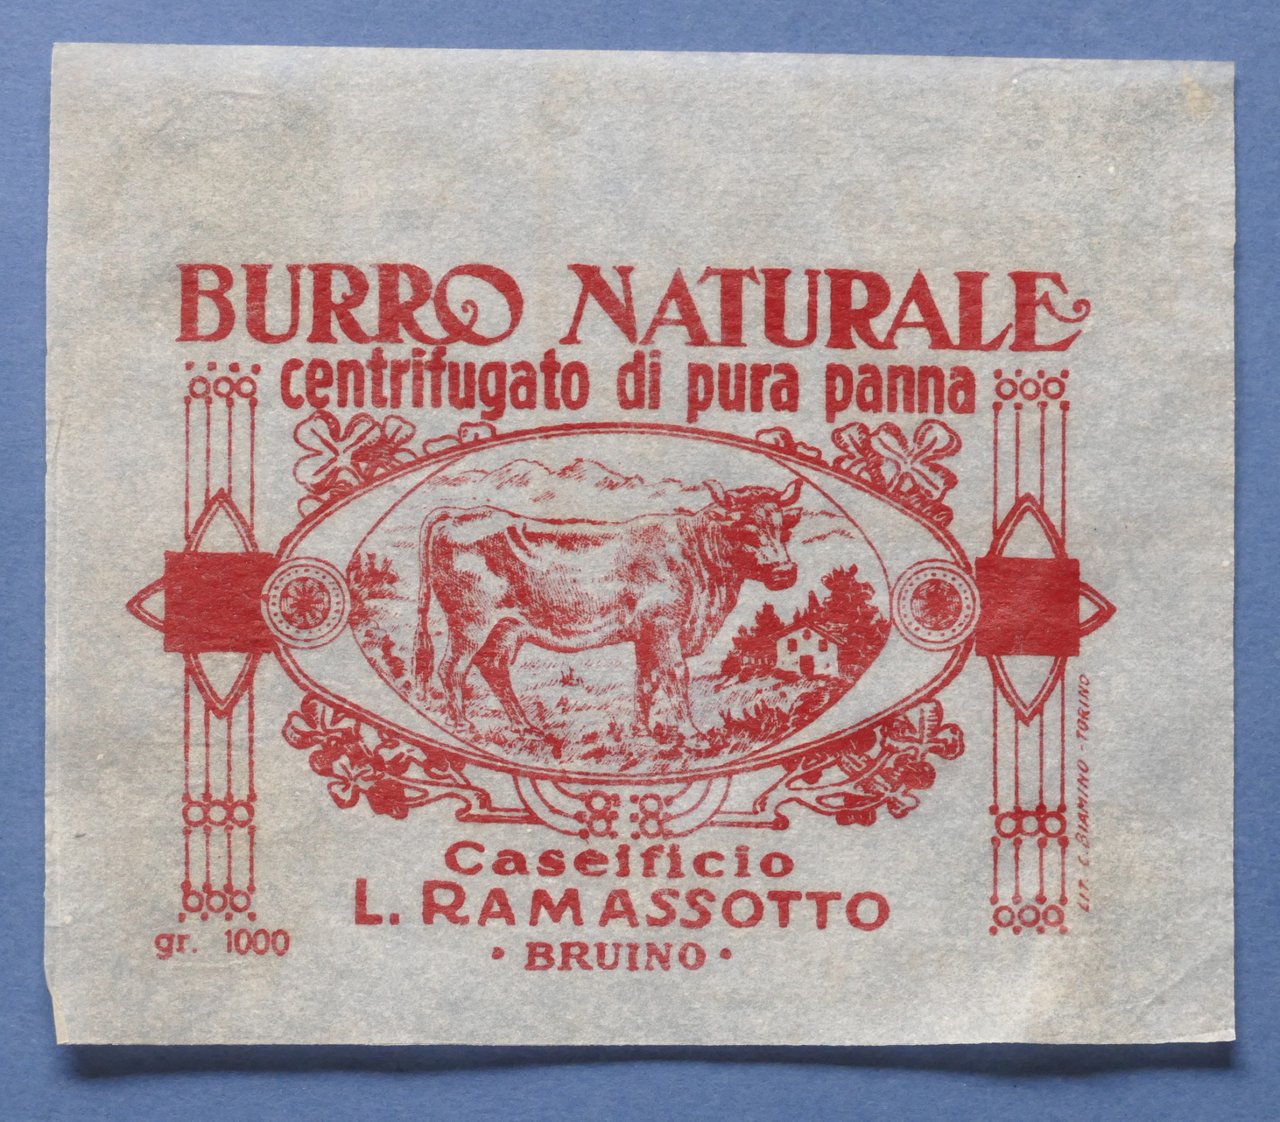 BURRO NATURALE
centrifugato di pura panna
Caseificio
L. RAMASSOTTO
• BRUINO •
gr. 1000
LIT. C. BIAMINO - TORINO